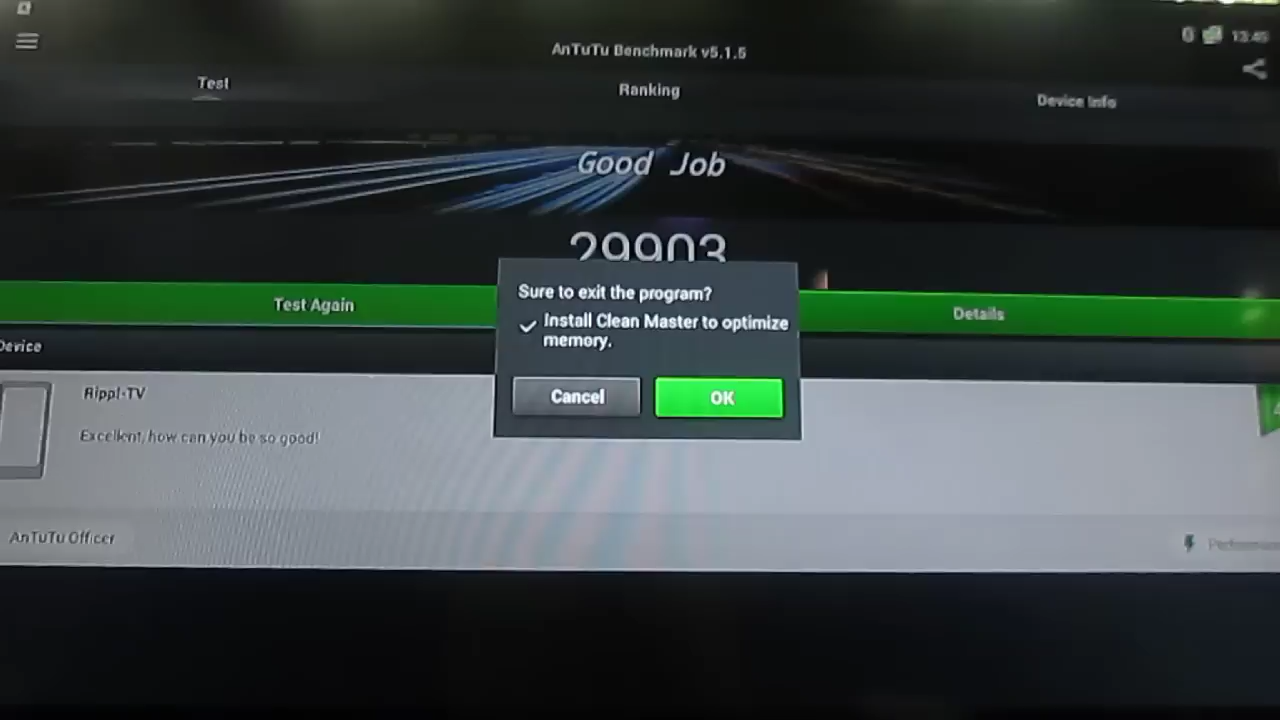 AnTuTu Benchmark v5.1.5
13:45
Test
Ranking
Device Info
Good Job
29903
Sure to exit the program?
Install Clean Master to optimize
memory.
Test Again
Details
Device
Cancel
OK
Rippl-TV
Excellent, how can you be so good!
AnTuTu Officer